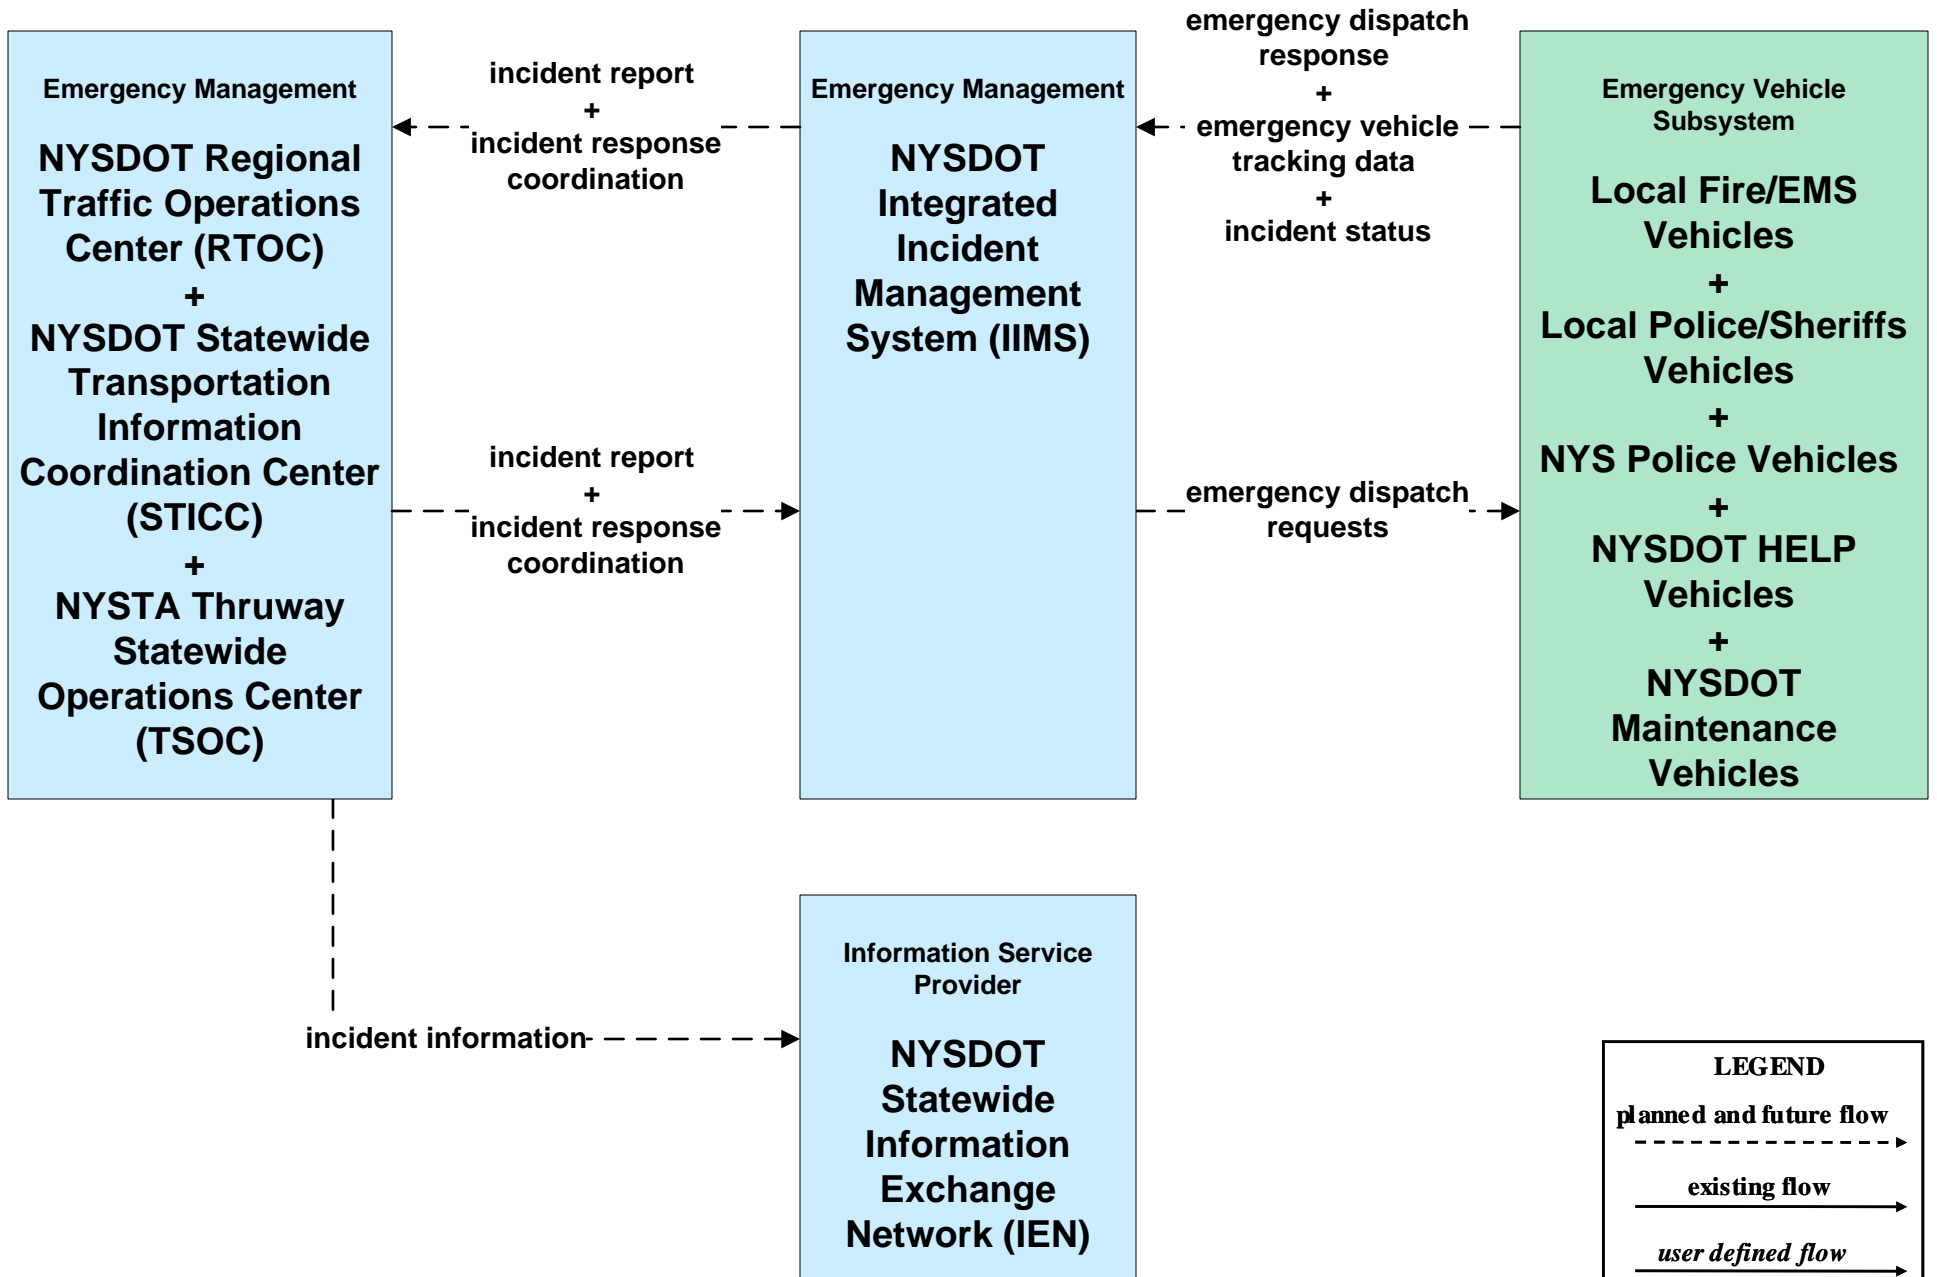 Emergency Management
NYSDOT Regional
Traffic Operations
Center (RTOC)
+
NYSDOT Statewide
Transportation
Information
Coordination Center
(STICC)
+
NYSTA Thruway
Statewide
Operations Center
(TSOC)
incident report
+
incident response
coordination
incident report
+
incident response
coordination
Emergency Management
NYSDOT
Integrated
Incident
Management
System (IIMS)
emergency dispatch
response
+
emergency vehicle
tracking data
+
incident status
emergency dispatch
requests
Emergency Vehicle
Subsystem
Local Fire/EMS
Vehicles
+
Local Police/Sheriffs
Vehicles
+
NYS Police Vehicles
+
NYSDOT HELP
Vehicles
+
NYSDOT
Maintenance
Vehicles
incident information
Information Service
Provider
NYSDOT
Statewide
Information
Exchange
Network (IEN)
LEGEND
planned and future flow
existing flow
user defined flow